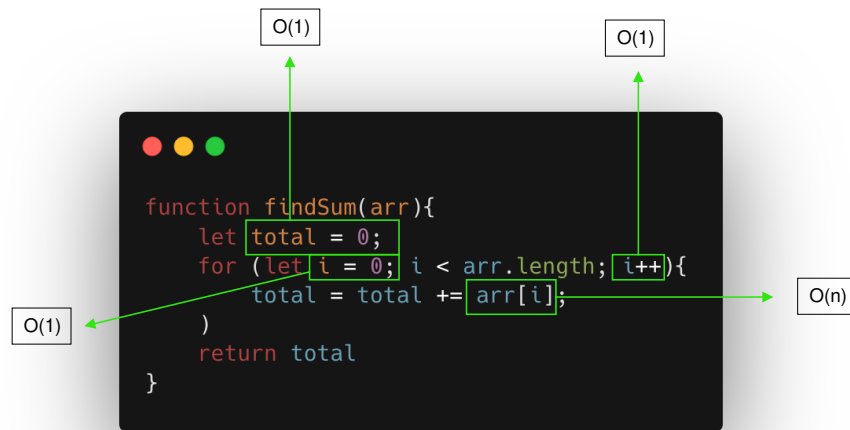 O(1)
O(1)
function findSum(arr){
let total = 0;
for (let i = 0; i < arr.length; i++){
total = total += arr[i];
O(n)
O(1)
)
return total
}